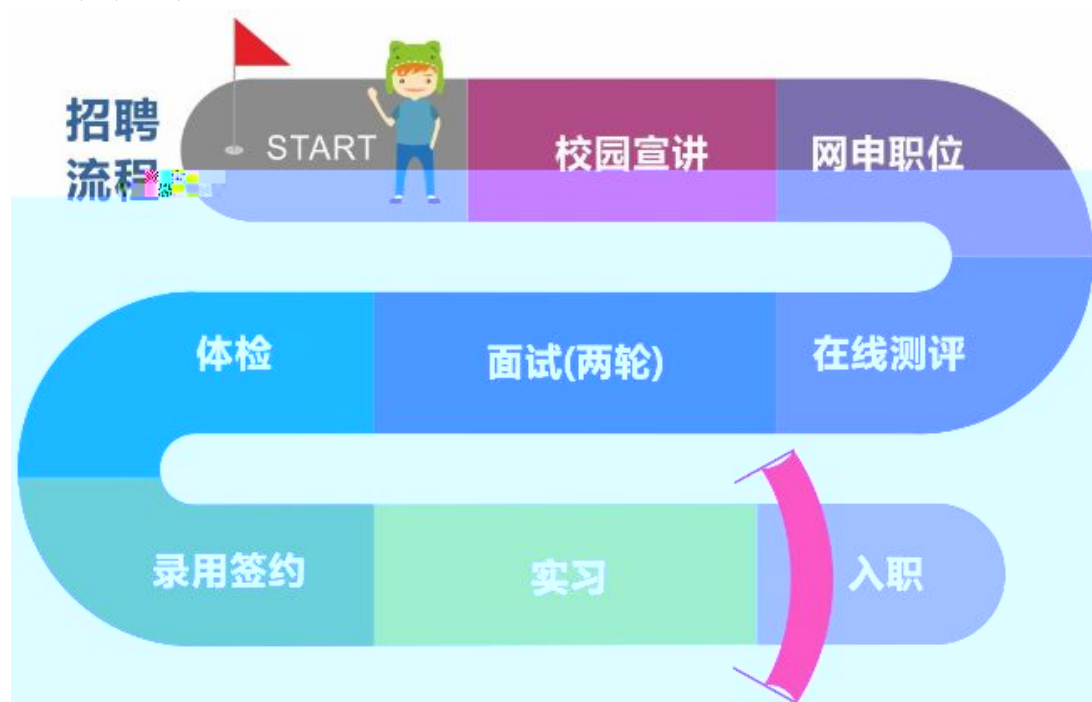 招聘
流程
START
校园宣讲
网申职位
在线测评
面试(两轮)
体检
录用签约
实习
入职